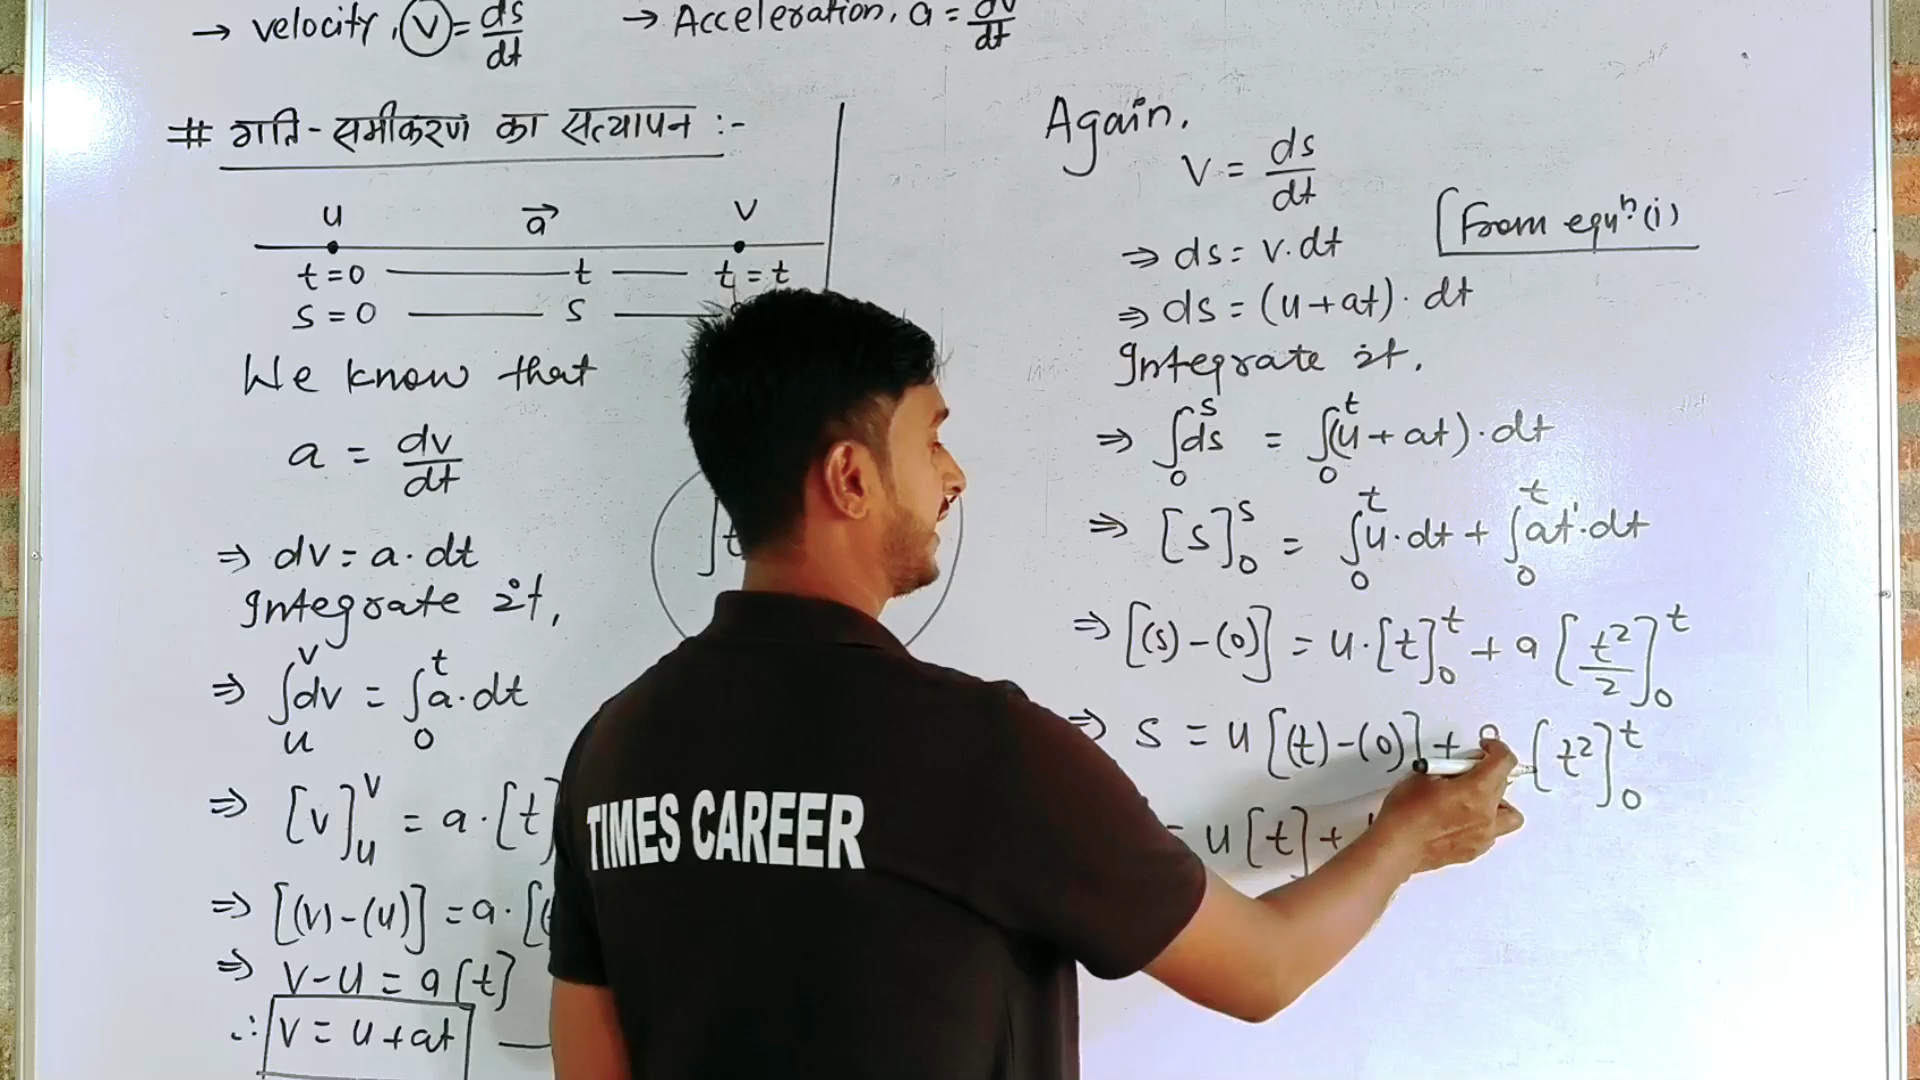 → velocity, v = ds/dt → Acceleration, a = dv/dt
# गति-समीकरण का सत्यापन :-
u a⃗ v
t=0 — t — t=t
s=0 — s —
We know that
a = dv/dt
⇒ dv = a·dt
Integrate it,
⇒ ∫ᵤᵛ dv = ∫₀ᵗ a·dt
⇒ [v]ᵤᵛ = a·[t]
⇒ [(v)-(u)] = a·[(
⇒ v-u = a[t]
∴ v = u+at
∫t
Again,
v = ds/dt
⇒ ds = v·dt [From equⁿ.(i)
⇒ ds = (u+at)·dt
Integrate it,
⇒ ∫₀ˢ ds = ∫₀ᵗ (u+at)·dt
⇒ [s]₀ˢ = ∫₀ᵗ u·dt + ∫₀ᵗ at¹·dt
⇒ [(s)-(0)] = u·[t]₀ᵗ + a[t²/2]₀ᵗ
⇒ s = u[(t)-(0)] + [t²]₀ᵗ
= u[t] +
TIMES CAREER